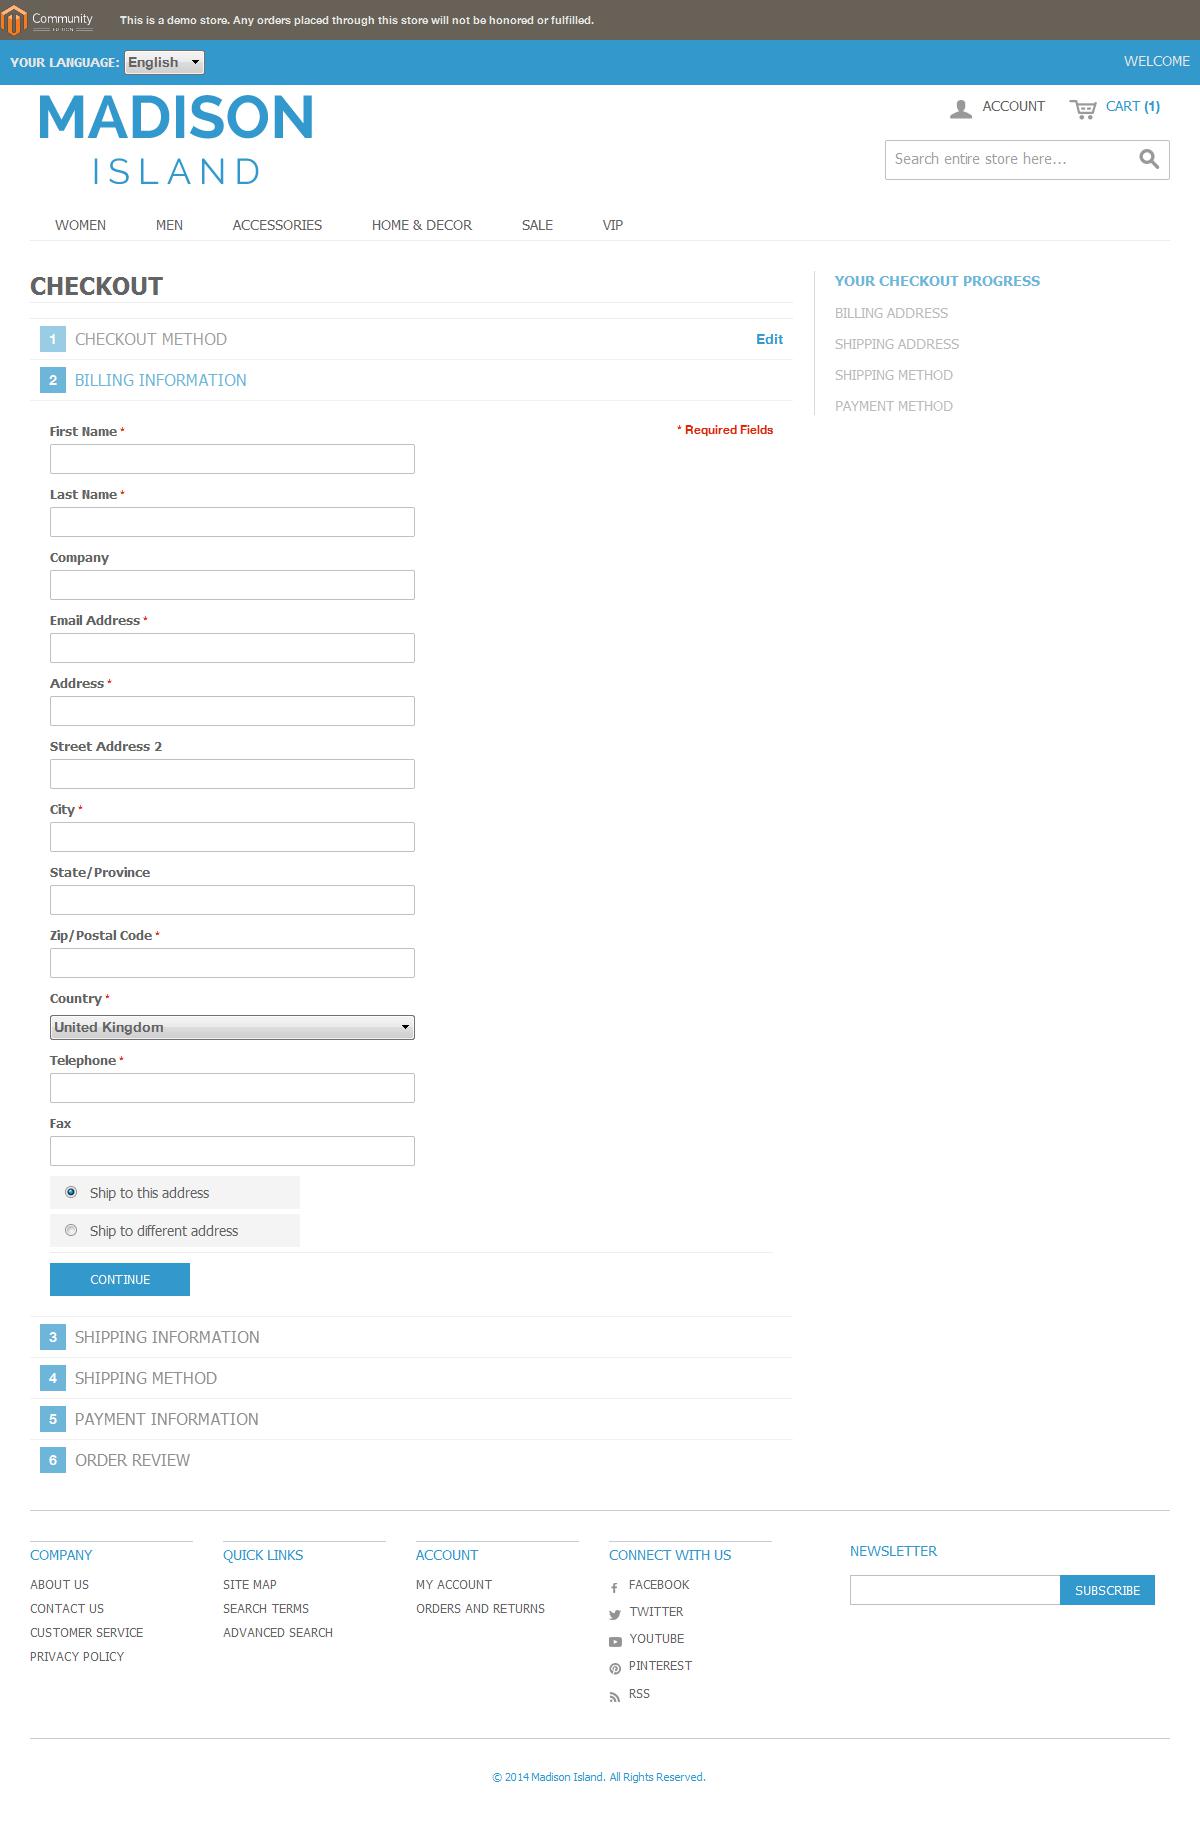 Community
EDITION
This is a demo store. Any orders placed through this store will not be honored or fulfilled.
YOUR LANGUAGE: English
WELCOME
MADISON
ISLAND
ACCOUNT
CART (1)
Search entire store here...
WOMEN MEN ACCESSORIES HOME & DECOR SALE VIP
CHECKOUT
1 CHECKOUT METHOD Edit
2 BILLING INFORMATION
* Required Fields
First Name *
Last Name *
Company
Email Address *
Address *
Street Address 2
City *
State/Province
Zip/Postal Code *
Country *
United Kingdom
Telephone *
Fax
Ship to this address
Ship to different address
CONTINUE
3 SHIPPING INFORMATION
4 SHIPPING METHOD
5 PAYMENT INFORMATION
6 ORDER REVIEW
YOUR CHECKOUT PROGRESS
BILLING ADDRESS
SHIPPING ADDRESS
SHIPPING METHOD
PAYMENT METHOD
COMPANY
ABOUT US
CONTACT US
CUSTOMER SERVICE
PRIVACY POLICY
QUICK LINKS
SITE MAP
SEARCH TERMS
ADVANCED SEARCH
ACCOUNT
MY ACCOUNT
ORDERS AND RETURNS
CONNECT WITH US
FACEBOOK
TWITTER
YOUTUBE
PINTEREST
RSS
NEWSLETTER
SUBSCRIBE
© 2014 Madison Island. All Rights Reserved.